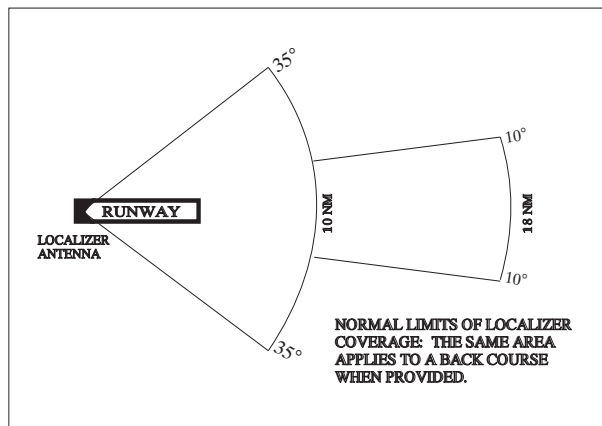 35°
10°
RUNWAY
10 NM
18 NM
LOCALIZER
ANTENNA
10°
35°
NORMAL LIMITS OF LOCALIZER
COVERAGE: THE SAME AREA
APPLIES TO A BACK COURSE
WHEN PROVIDED.